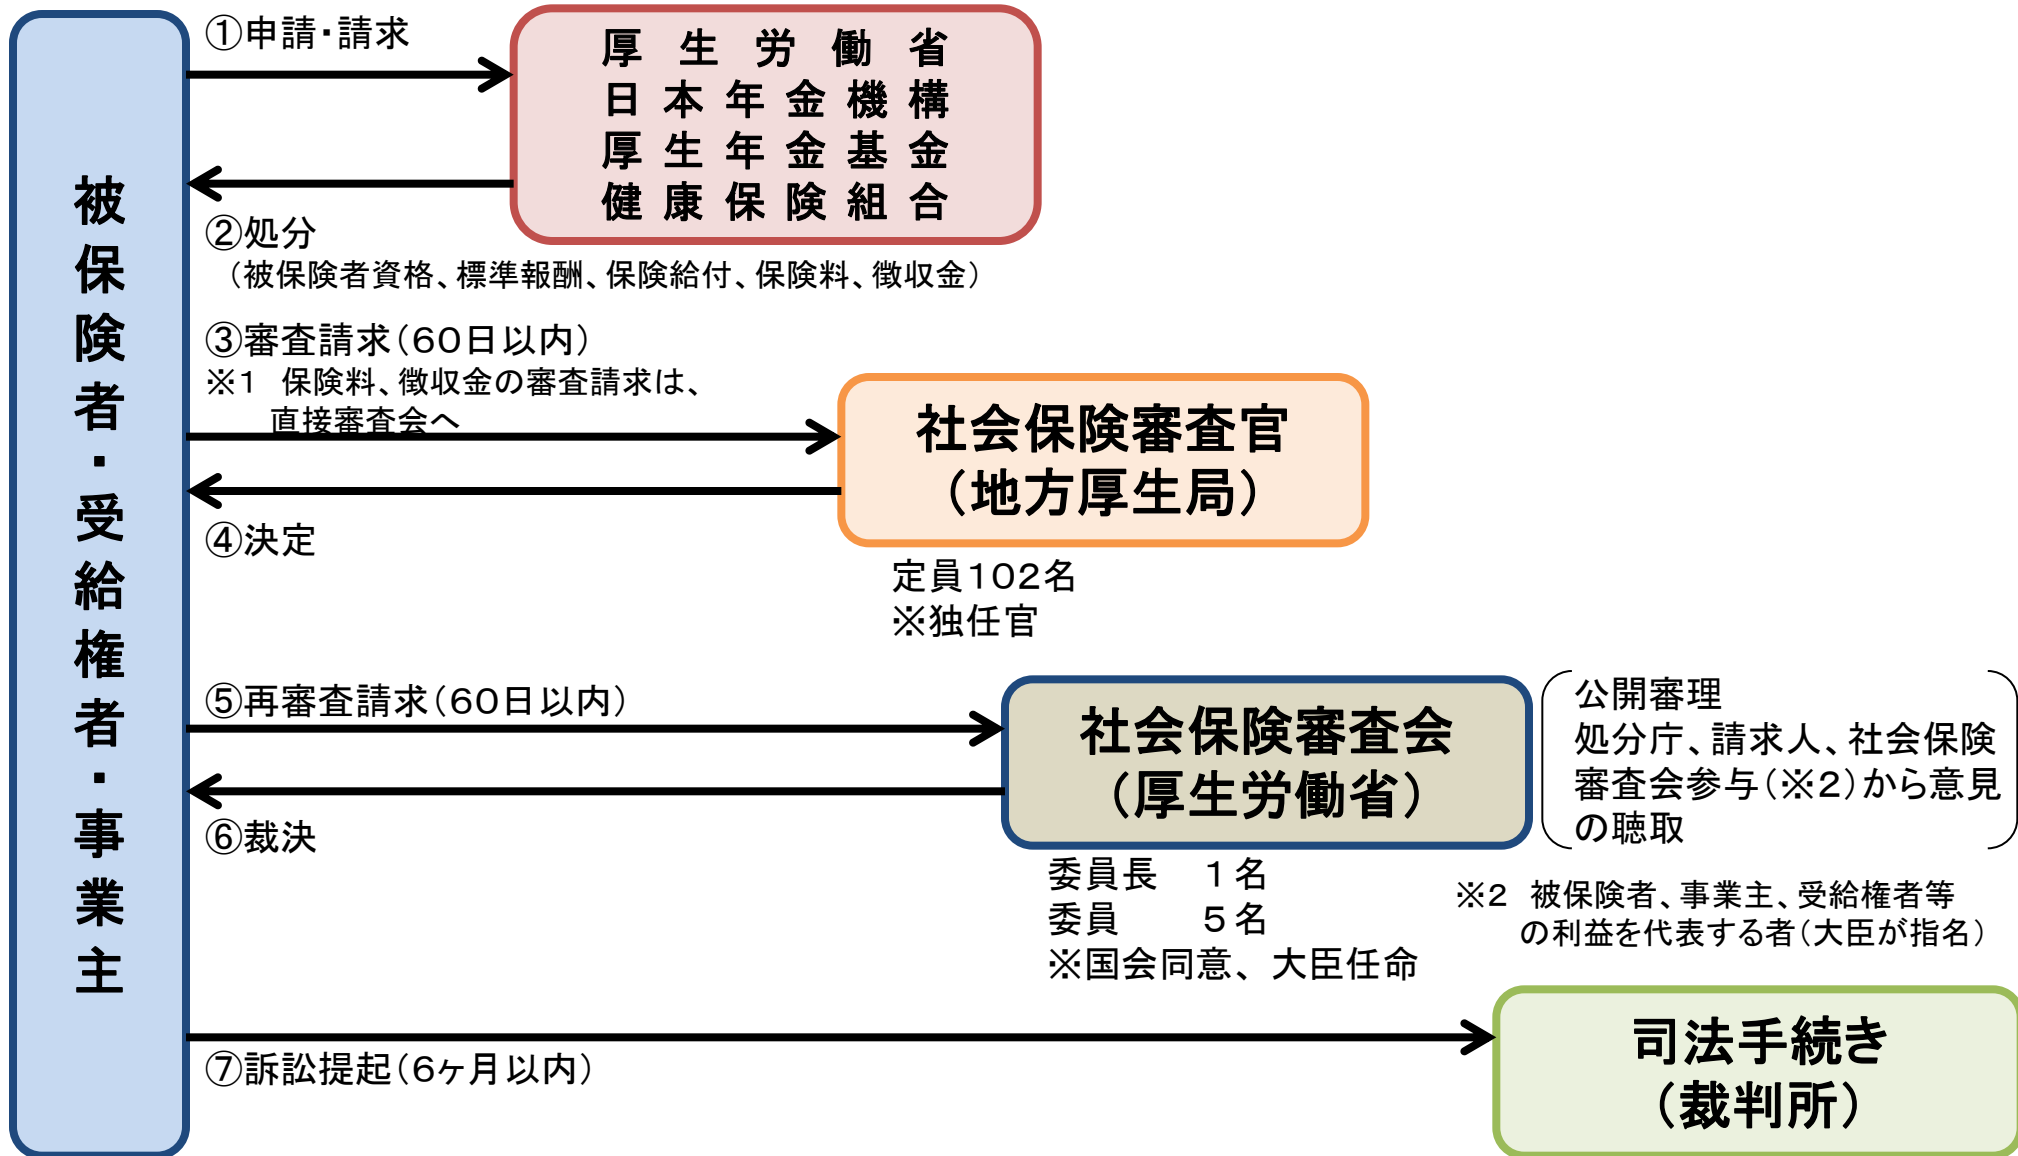 被保険者・受給権者・事業主
①申請・請求
厚生労働省
日本年金機構
厚生年金基金
健康保険組合
②処分
（被保険者資格、標準報酬、保険給付、保険料、徴収金）
③審査請求（60日以内）
※1　保険料、徴収金の審査請求は、
直接審査会へ
社会保険審査官
（地方厚生局）
④決定
定員102名
※独任官
⑤再審査請求（60日以内）
社会保険審査会
（厚生労働省）
公開審理
処分庁、請求人、社会保険
審査会参与（※2）から意見
の聴取
⑥裁決
委員長　1名
委員　　5名
※国会同意、大臣任命
※2　被保険者、事業主、受給権者等
の利益を代表する者（大臣が指名）
⑦訴訟提起（6ヶ月以内）
司法手続き
（裁判所）